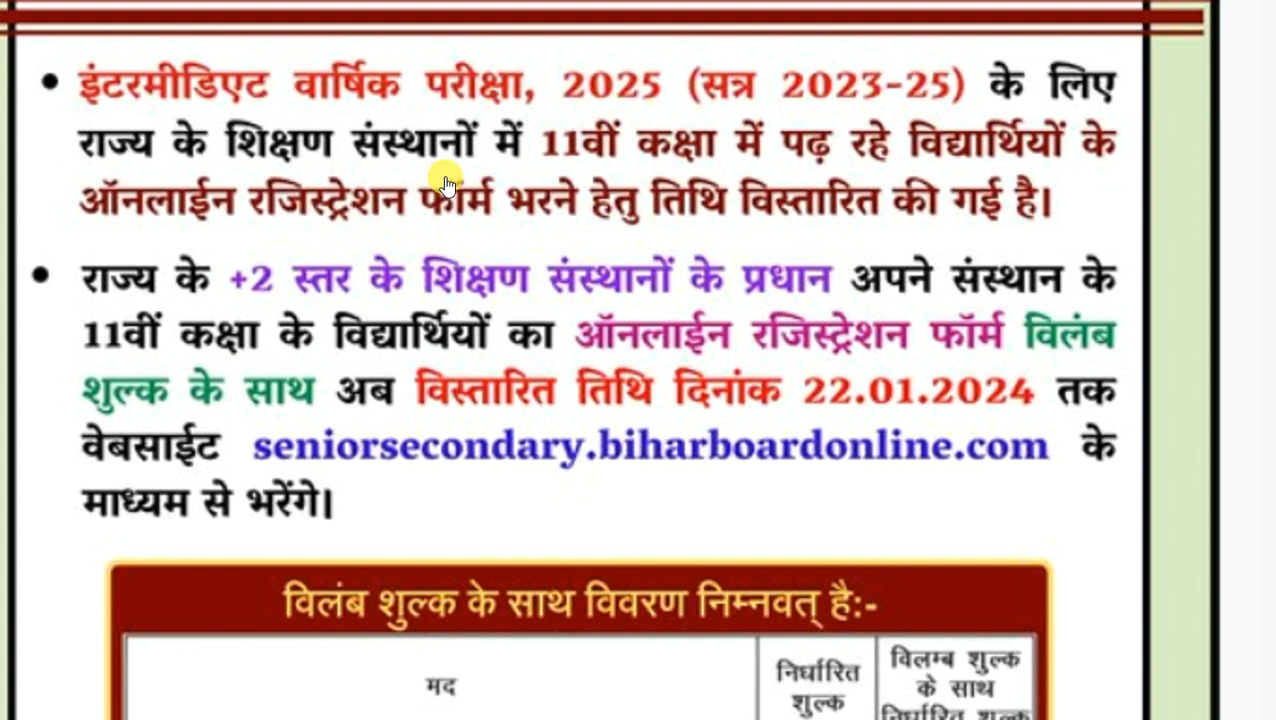 इंटरमीडिएट वार्षिक परीक्षा, 2025 (सत्र 2023-25) के लिए
राज्य के शिक्षण संस्थानों में 11वीं कक्षा में पढ़ रहे विद्यार्थियों के
ऑनलाईन रजिस्ट्रेशन फॉर्म भरने हेतु तिथि विस्तारित की गई है।
राज्य के +2 स्तर के शिक्षण संस्थानों के प्रधान अपने संस्थान के
11वीं कक्षा के विद्यार्थियों का ऑनलाईन रजिस्ट्रेशन फॉर्म विलंब
शुल्क के साथ अब विस्तारित तिथि दिनांक 22.01.2024 तक
वेबसाईट seniorsecondary.biharboardonline.com के
माध्यम से भरेंगे।
विलंब शुल्क के साथ विवरण निम्नवत् है:-
मद
निर्धारित
शुल्क
विलम्ब शुल्क
के साथ
निर्धारित शुल्क